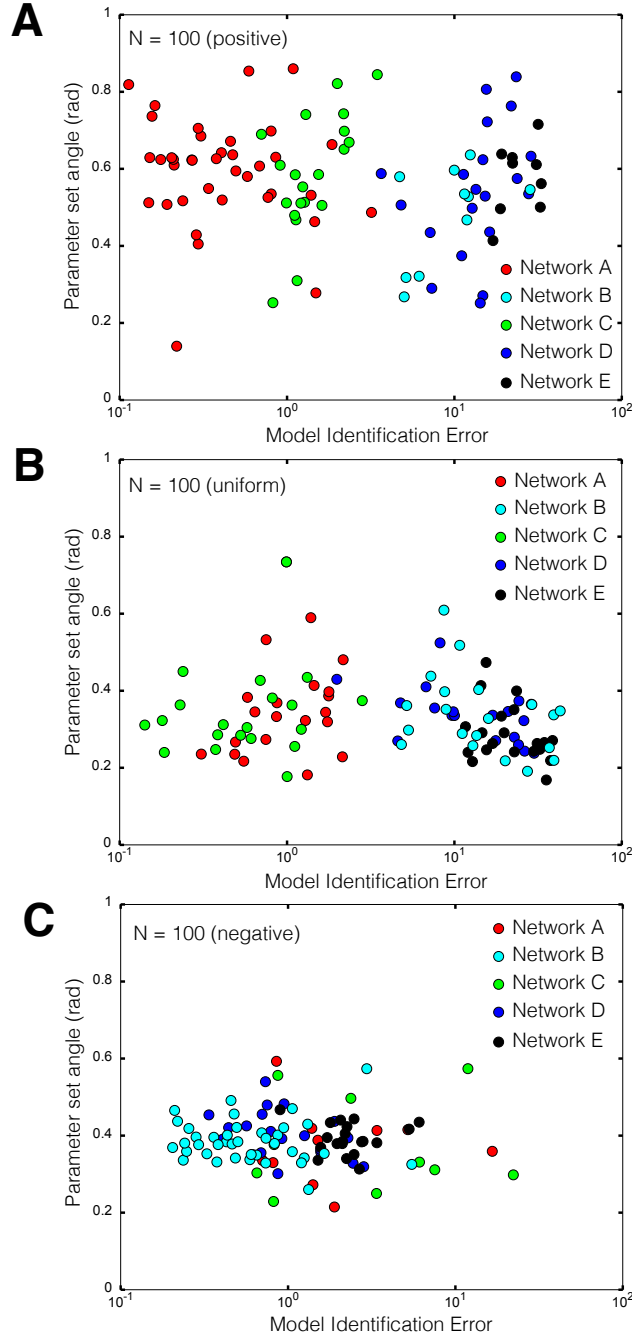 A
N = 100 (positive)
Parameter set angle (rad)
1
0.8
0.6
0.4
0.2
0
Network A
Network B
Network C
Network D
Network E
10⁻¹ 10⁰ 10¹ 10²
Model Identification Error
B
N = 100 (uniform)
Parameter set angle (rad)
1
0.8
0.6
0.4
0.2
0
Network A
Network B
Network C
Network D
Network E
10⁻¹ 10⁰ 10¹ 10²
Model Identification Error
C
N = 100 (negative)
Parameter set angle (rad)
1
0.8
0.6
0.4
0.2
0
Network A
Network B
Network C
Network D
Network E
10⁻¹ 10⁰ 10¹ 10²
Model Identification Error